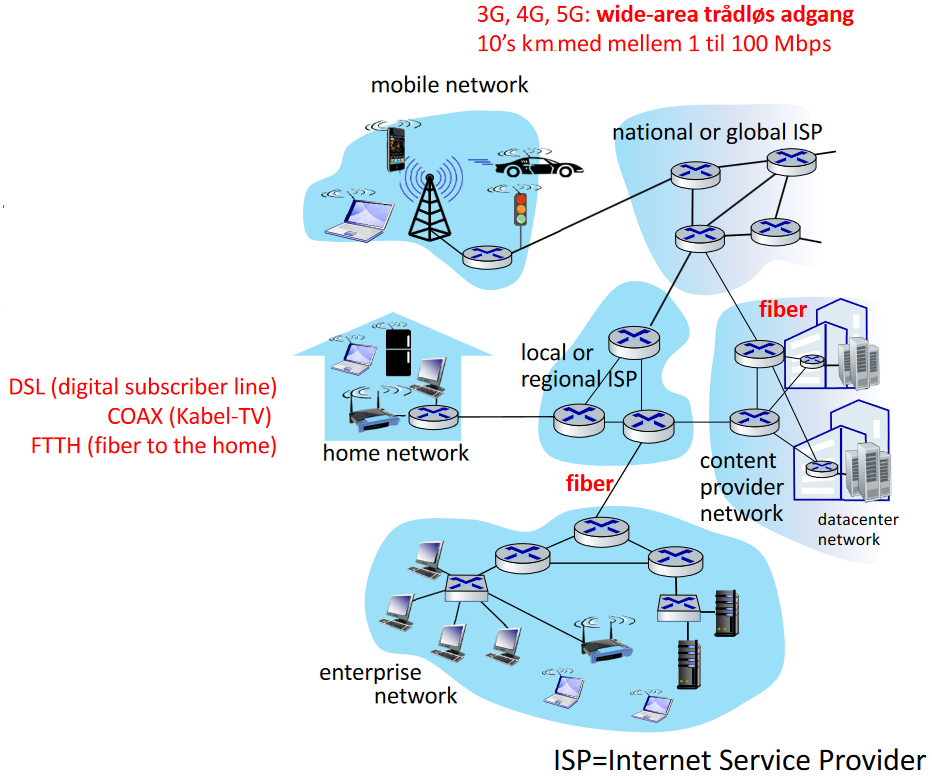 3G, 4G, 5G: wide-area trådløs adgang
10's km med mellem 1 til 100 Mbps
mobile network
national or global ISP
fiber
local or
regional ISP
DSL (digital subscriber line)
COAX (Kabel-TV)
FTTH (fiber to the home)
home network
content
provider
network
datacenter
network
fiber
enterprise
network
ISP=Internet Service Provider